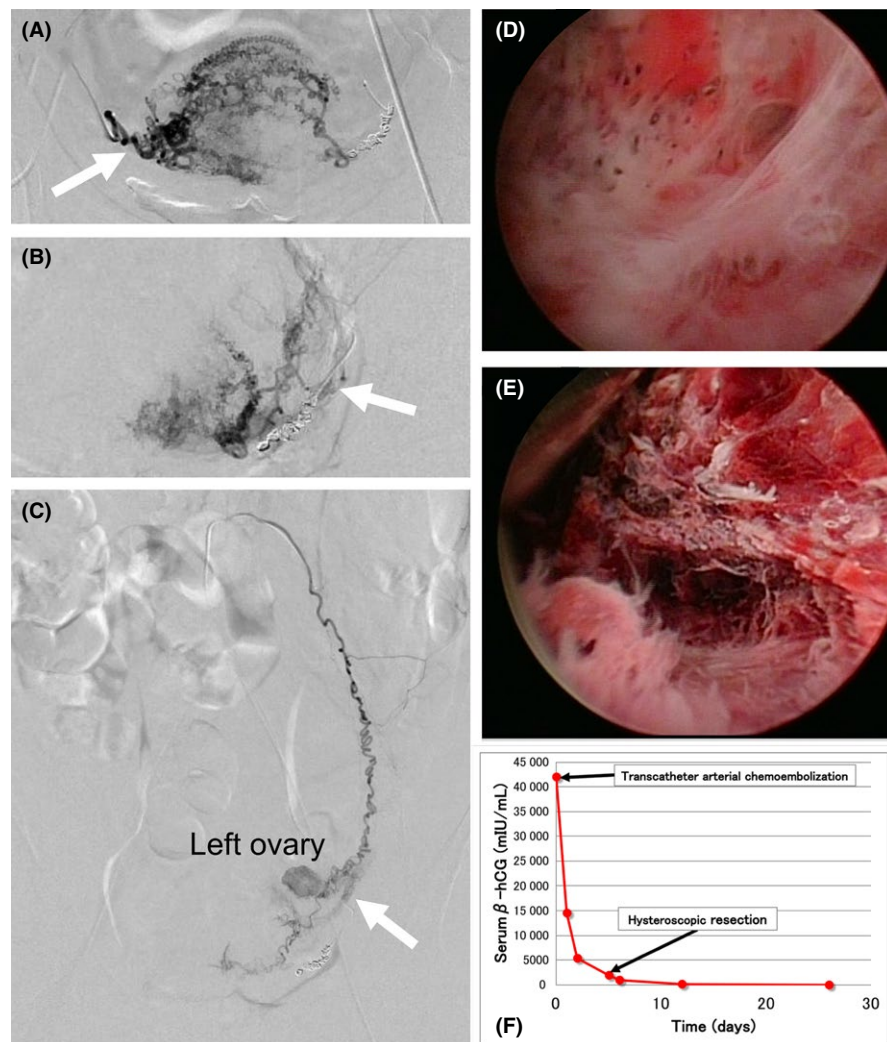 (A)
(B)
(C)
Left ovary
(D)
(E)
45 000
40 000
35 000
30 000
25 000
20 000
15 000
10 000
5000
0
Serum β-hCG (mIU/mL)
Transcatheter arterial chemoembolization
Hysteroscopic resection
0
10
20
30
Time (days)
(F)